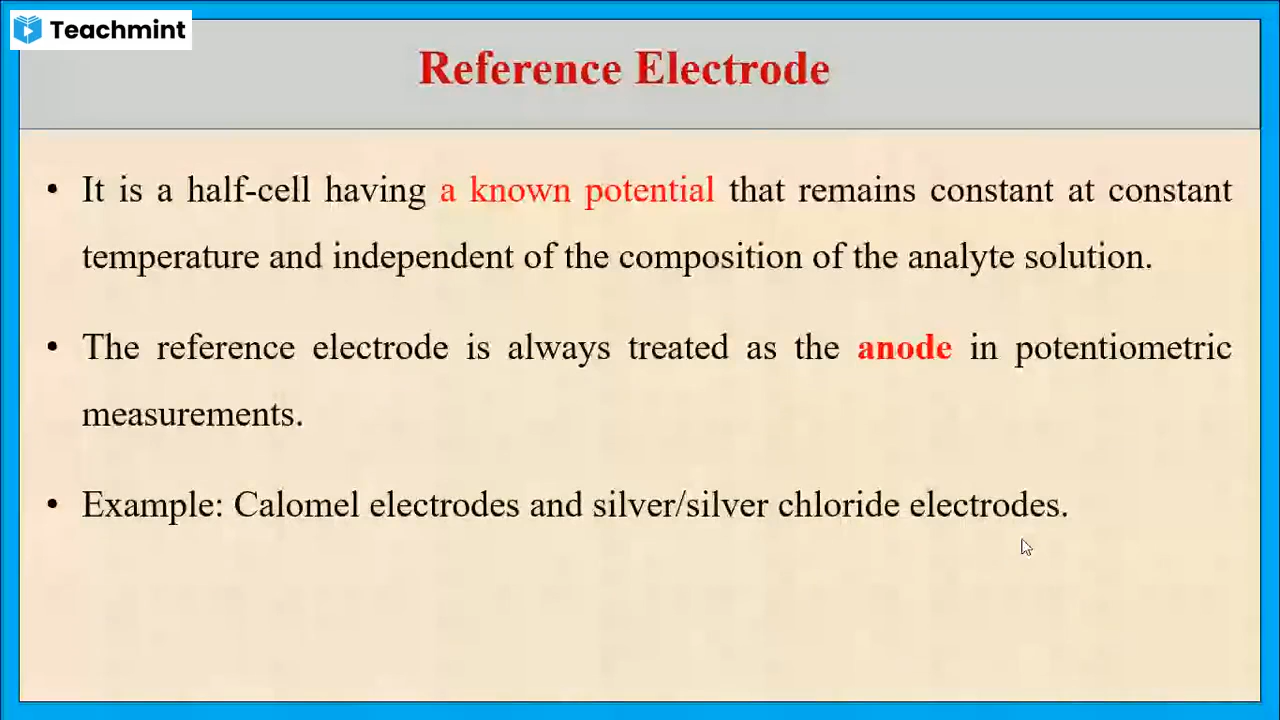 Teachmint
Reference Electrode
• It is a half-cell having a known potential that remains constant at constant
temperature and independent of the composition of the analyte solution.
• The reference electrode is always treated as the anode in potentiometric
measurements.
• Example: Calomel electrodes and silver/silver chloride electrodes.